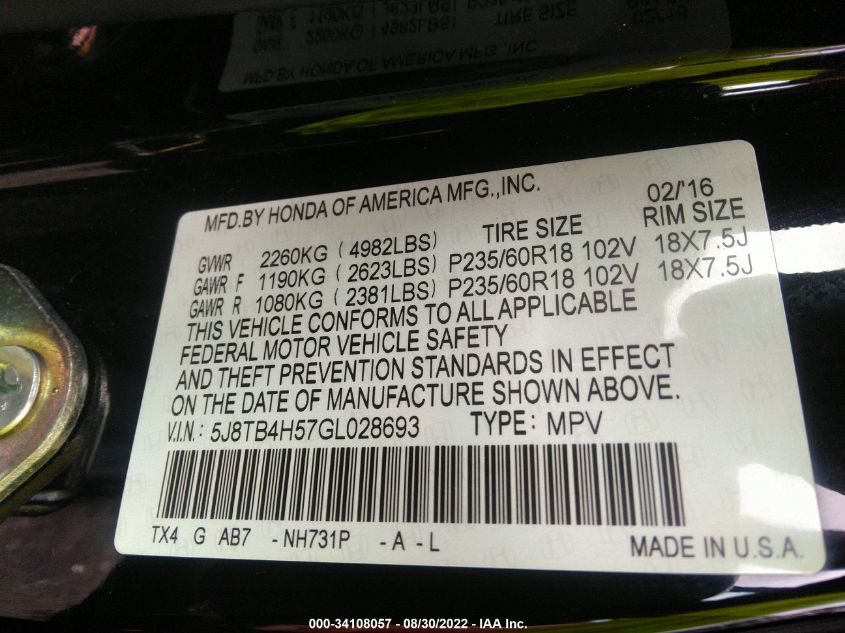 MFD.BY HONDA OF AMERICA MFG.,INC. 02/'16
TIRE SIZE RIM SIZE
GVWR 2260KG (4982LBS)
GAWR F 1190KG (2623LBS) P235/60R18 102V 18X7.5J
GAWR R 1080KG (2381LBS) P235/60R18 102V 18X7.5J
THIS VEHICLE CONFORMS TO ALL APPLICABLE
FEDERAL MOTOR VEHICLE SAFETY
AND THEFT PREVENTION STANDARDS IN EFFECT
ON THE DATE OF MANUFACTURE SHOWN ABOVE.
V.I.N.: 5J8TB4H57GL028693 TYPE: MPV
TX4 G AB7 -NH731P -A -L MADE IN U.S.A.
000-34108057 - 08/30/2022 - IAA Inc.